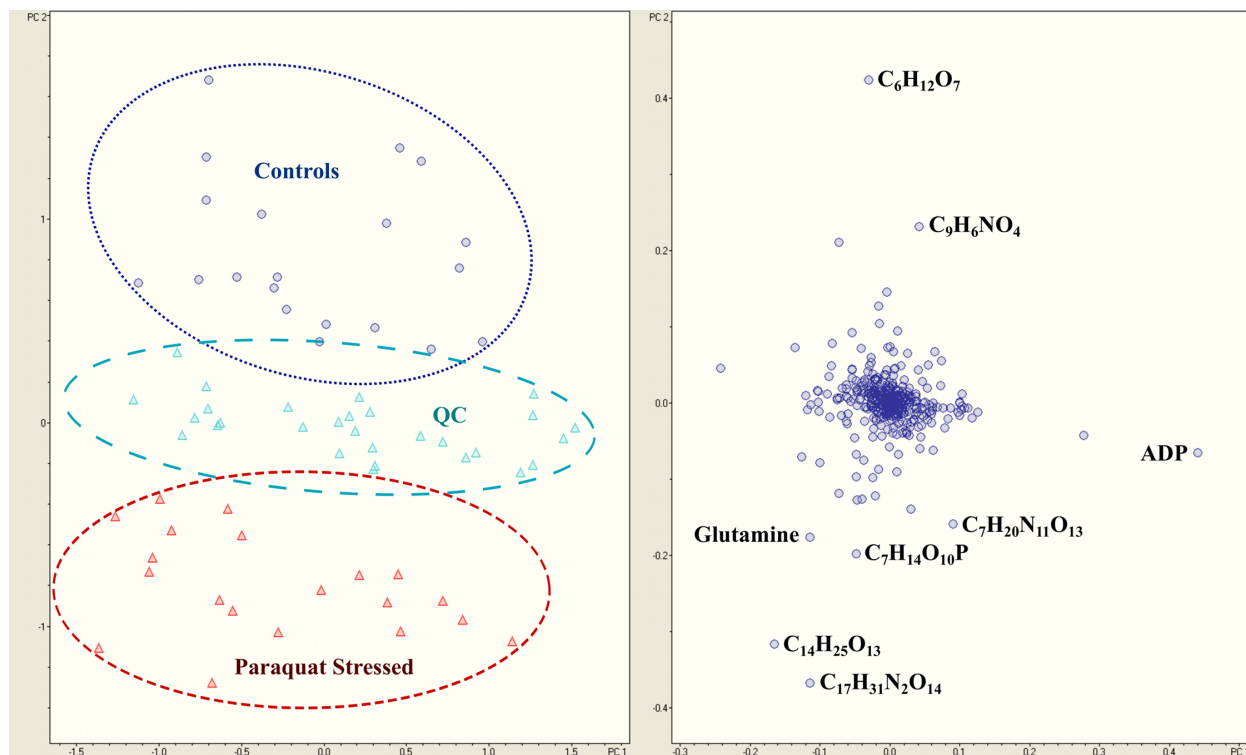 PC 2
1
0
-1
Controls
QC
Paraquat Stressed
-1.5
-1.0
-0.5
0.0
0.5
1.0
1.5
PC 1
PC 2
0.4
0.2
0.0
-0.2
-0.4
C₆H₁₂O₇
C₉H₆NO₄
ADP
C₇H₂₀N₁₁O₁₃
Glutamine
C₇H₁₄O₁₀P
C₁₄H₂₅O₁₃
C₁₇H₃₁N₂O₁₄
-0.3
-0.2
-0.1
0.0
0.1
0.2
0.3
0.4
PC 1